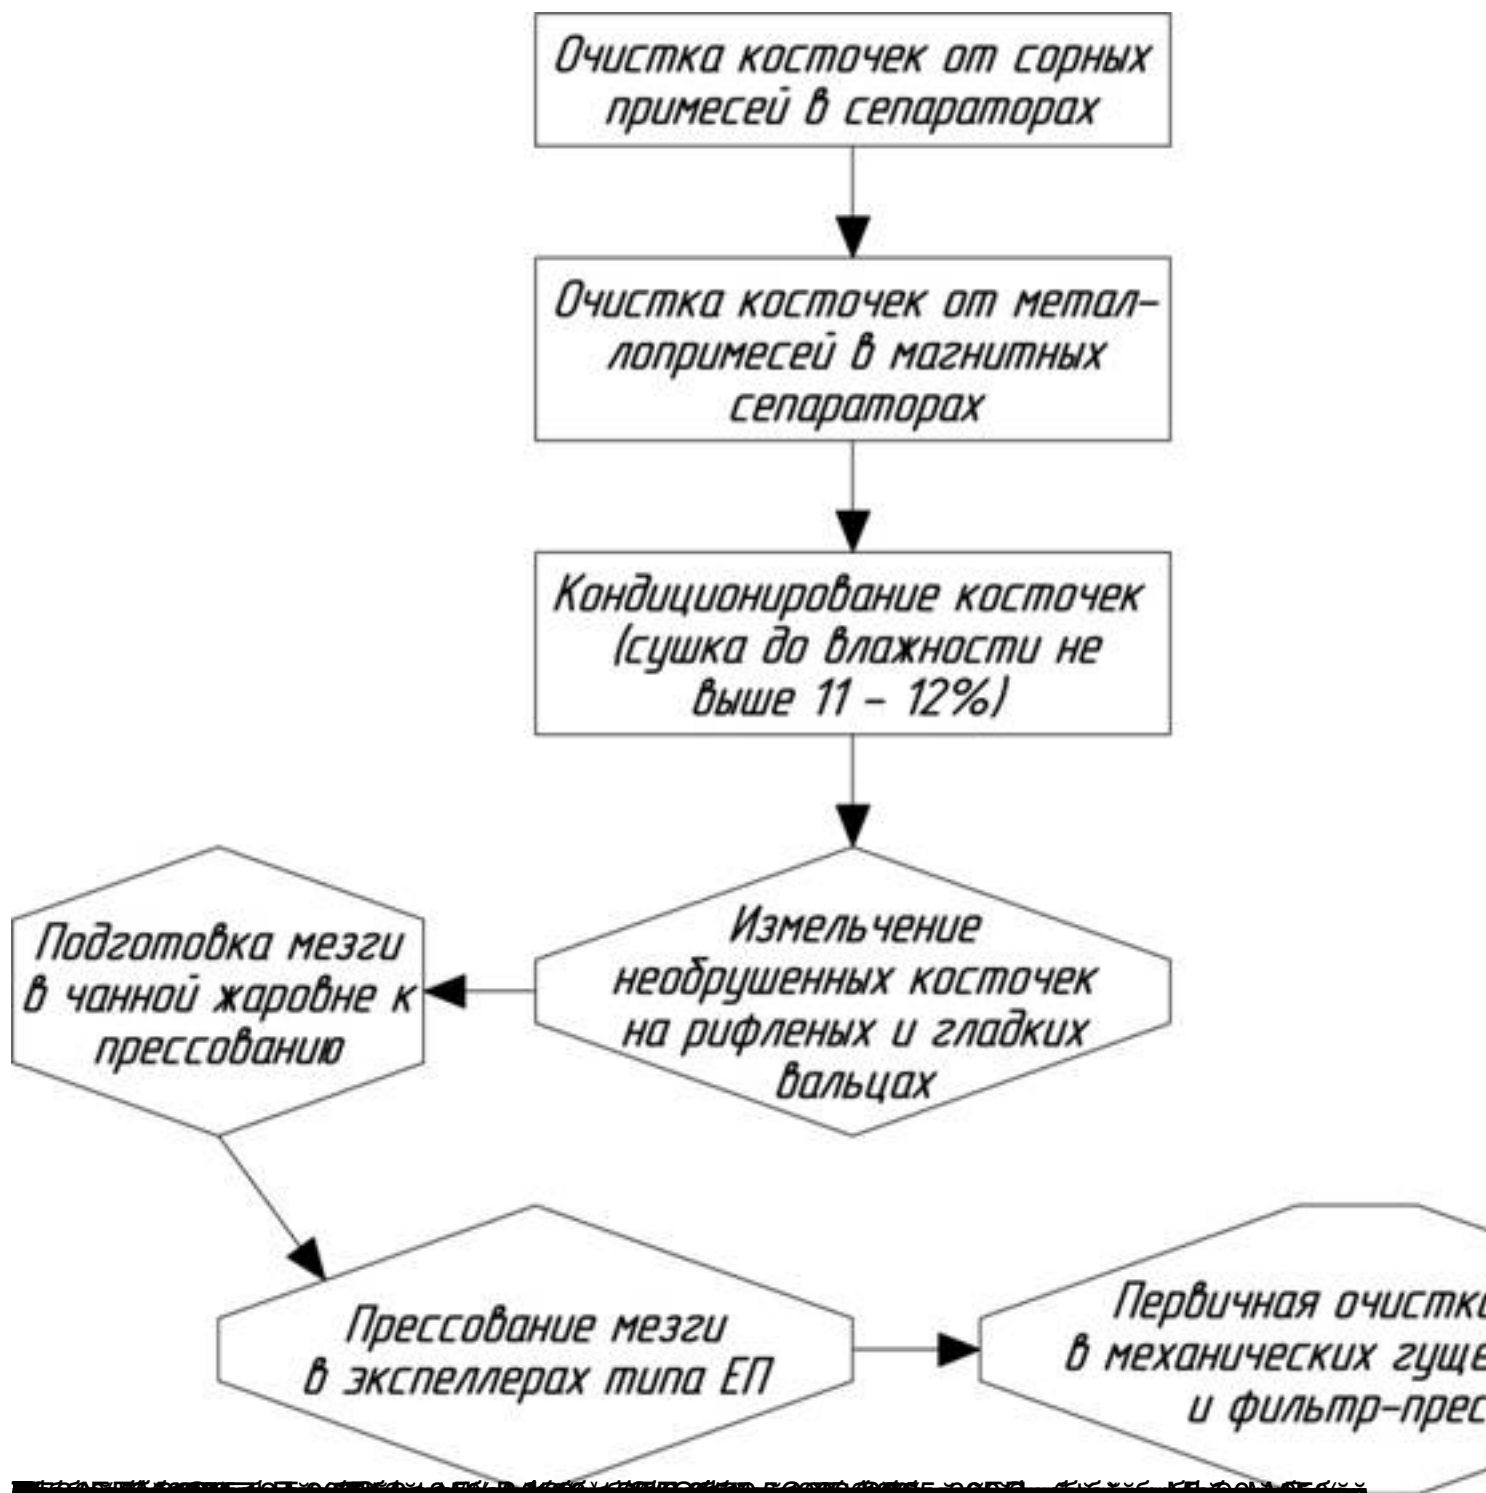 Очистка косточек от сорных
примесей в сепараторах
Очистка косточек от метал-
лопримесей в магнитных
сепараторах
Кондиционирование косточек
(сушка до влажности не
выше 11 - 12%)
Измельчение
необрушенных косточек
на рифленых и гладких
вальцах
Подготовка мезги
в чанной жаровне к
прессованию
Прессование мезги
в экспеллерах типа ЕП
Первичная
в механических
и